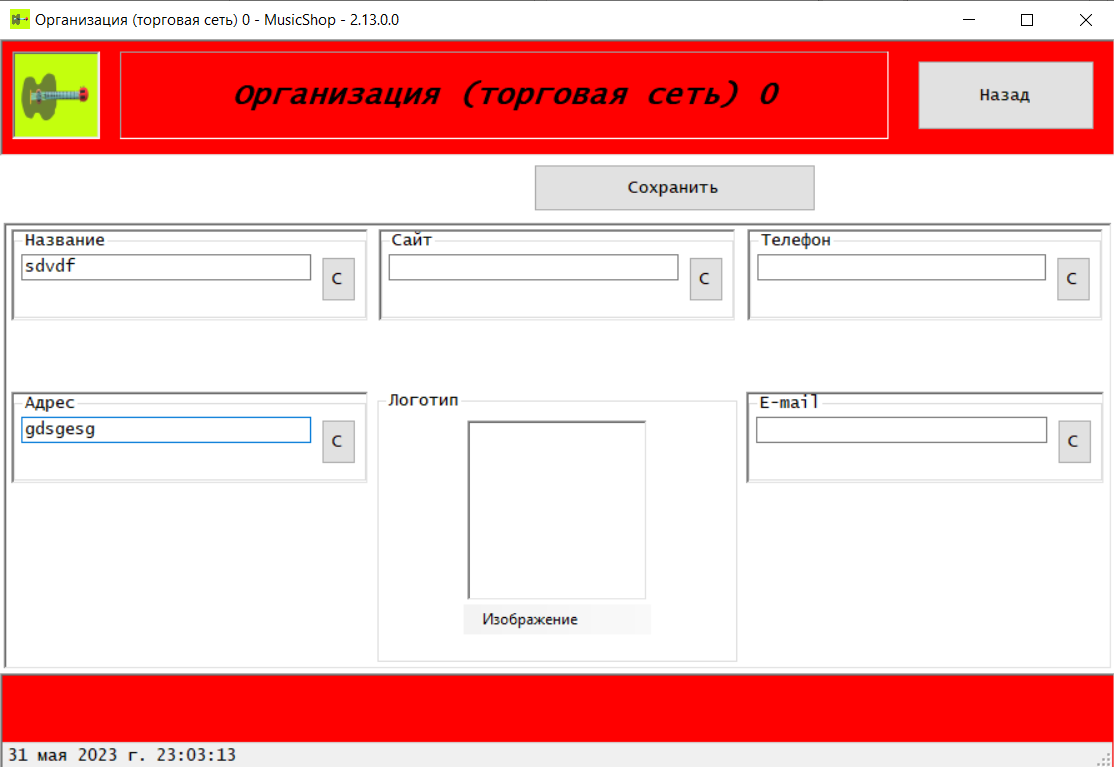 Организация (торговая сеть) 0 - MusicShop - 2.13.0.0
Организация (торговая сеть) 0
Назад
Сохранить
Название
sdvdf
С
Сайт
С
Телефон
С
Адрес
gdsgesg
С
Логотип
Изображение
E-mail
С
31 мая 2023 г. 23:03:13